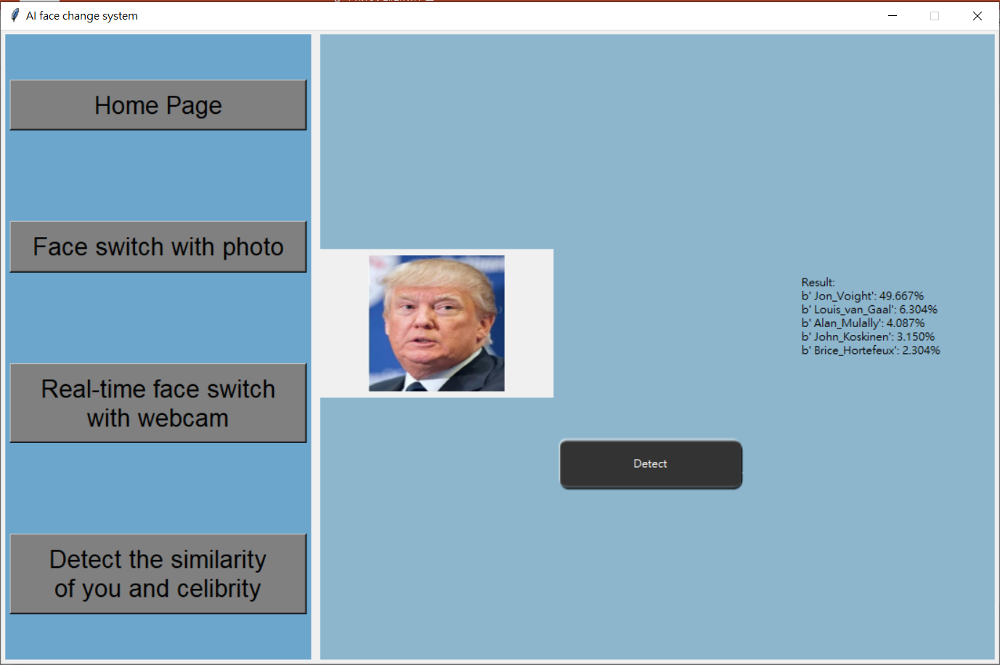 AI face change system
Home Page
Face switch with photo
Real-time face switch
with webcam
Detect the similarity
of you and celibrity
Result:
b' Jon_Voight': 49.667%
b' Louis_van_Gaal': 6.304%
b' Alan_Mulally': 4.087%
b' John_Koskinen': 3.150%
b' Brice_Hortefeux': 2.304%
Detect